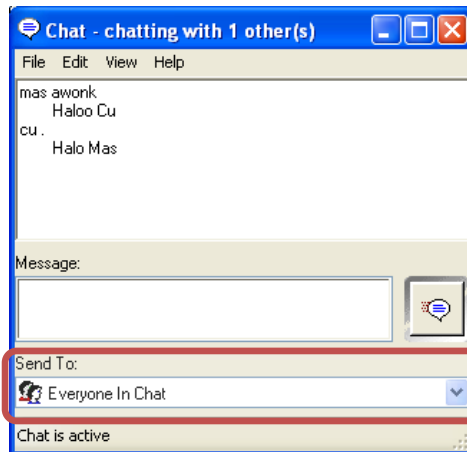 Chat - chatting with 1 other(s)
File Edit View Help
mas awonk
Haloo Cu
cu .
Halo Mas
Message:
Send To:
Everyone In Chat
Chat is active